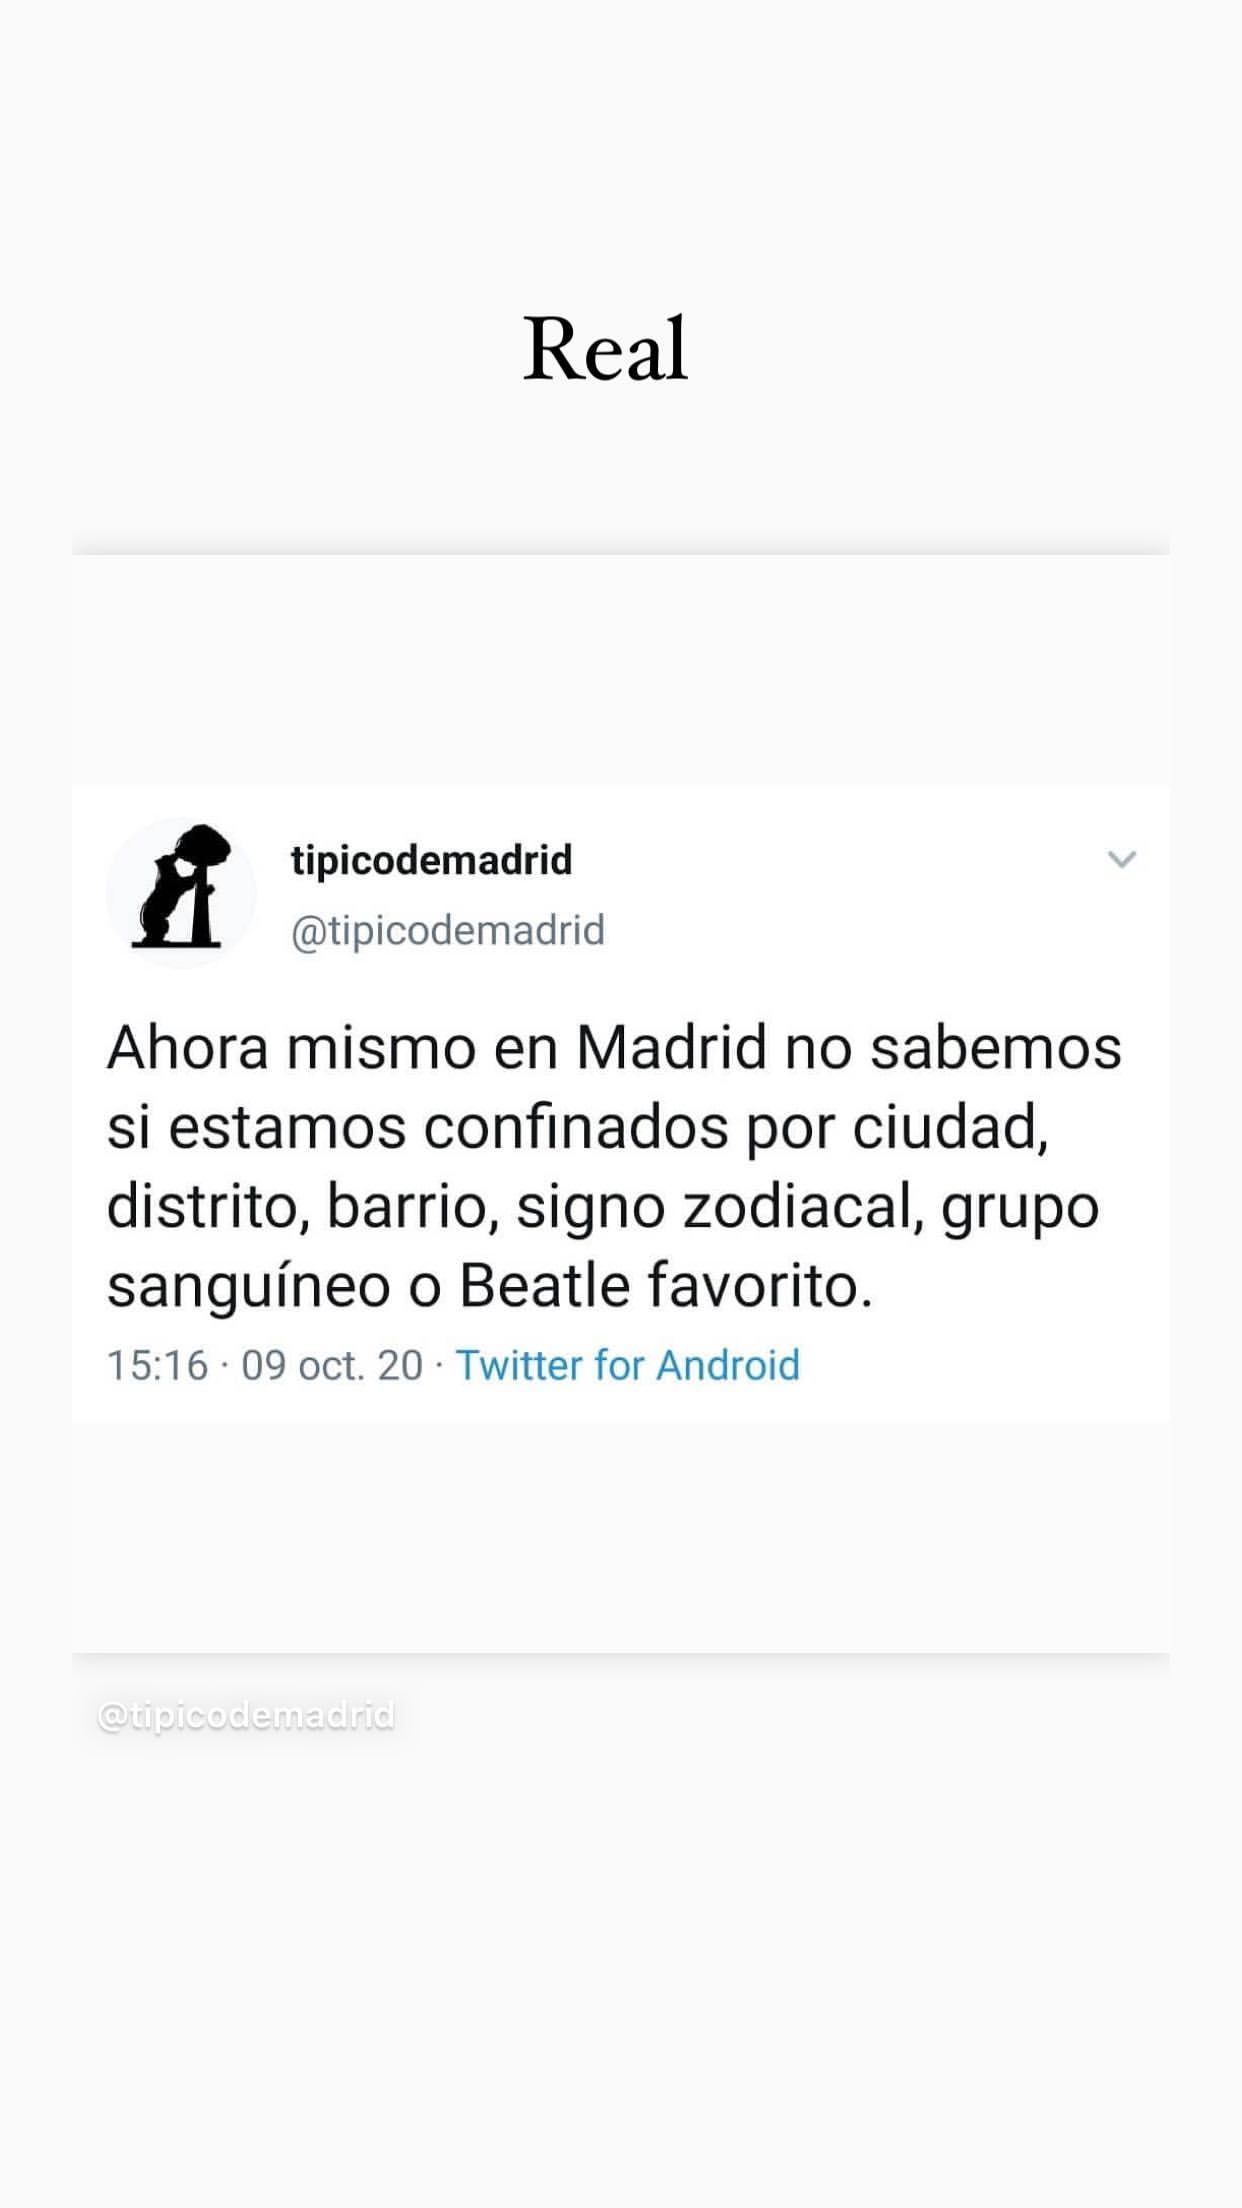 Real
tipicodemadrid
@tipicodemadrid
Ahora mismo en Madrid no sabemos
si estamos confinados por ciudad,
distrito, barrio, signo zodiacal, grupo
sanguíneo o Beatle favorito.
15:16 · 09 oct. 20 · Twitter for Android
@tipicodemadrid